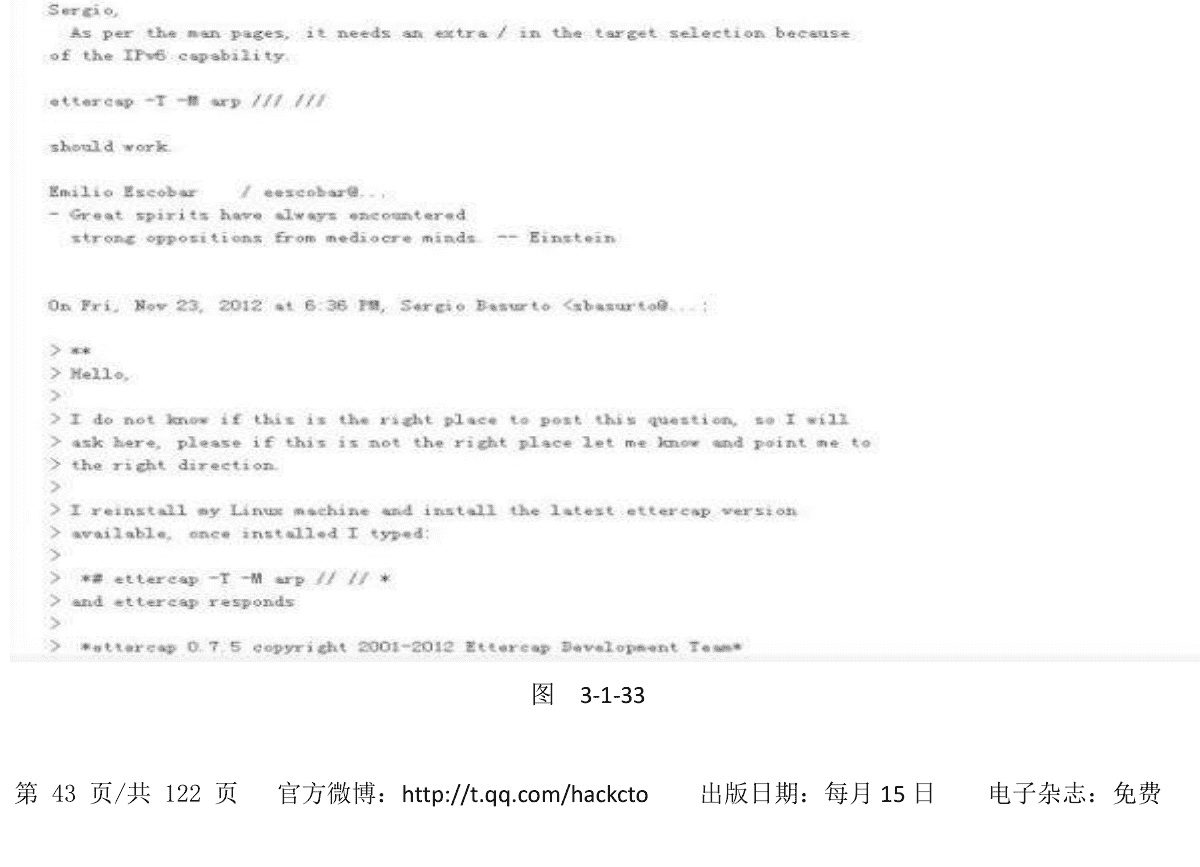 Sergio,
As per the man pages, it needs an extra / in the target selection because
of the IPv6 capability.
ettercap -T -M arp /// ///
should work.
Emilio Escobar / eescobar@...
- Great spirits have always encountered
strong oppositions from mediocre minds. -- Einstein
On Fri, Nov 23, 2012 at 6:36 PM, Sergio Basurto <sbasurto@...:
> **
> Hello,
>
> I do not know if this is the right place to post this question, so I will
> ask here, please if this is not the right place let me know and point me to
> the right direction.
>
> I reinstall my Linux machine and install the latest ettercap version
> available, once installed I typed:
>
> *# ettercap -T -M arp // // *
> and ettercap responds
>
> *ettercap 0.7.5 copyright 2001-2012 Ettercap Development Team*
图 3-1-33
第 43 页/共 122 页 官方微博：http://t.qq.com/hackcto 出版日期：每月 15 日 电子杂志：免费